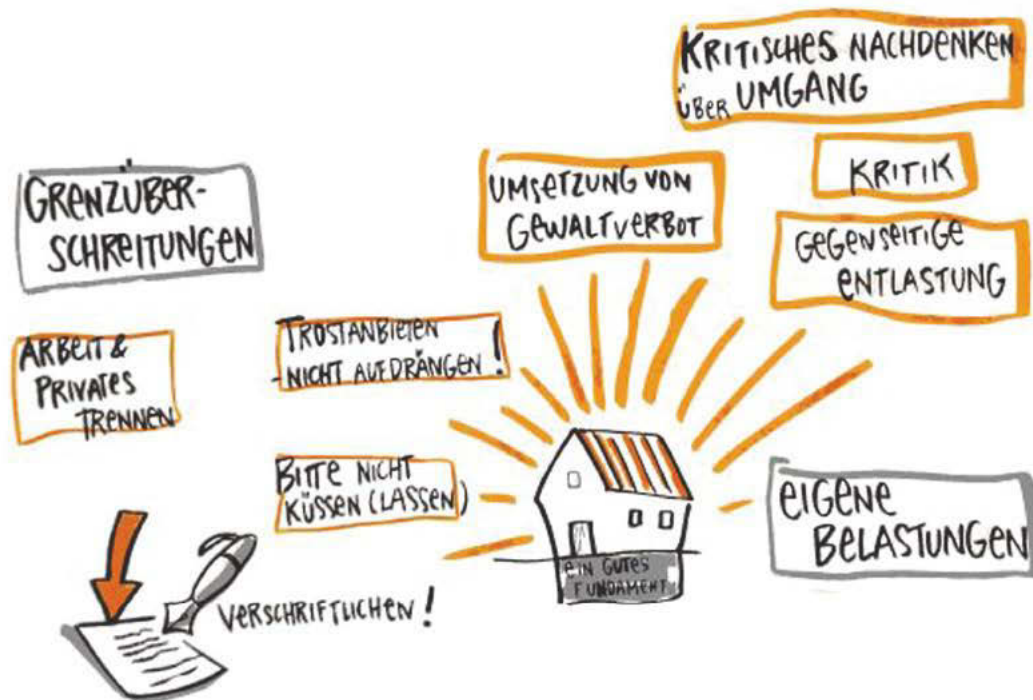 KRITISCHES NACHDENKEN
ÜBER UMGANG
KRITIK
GEGENSEITIGE
ENTLASTUNG
UMSETZUNG VON
GEWALTVERBOT
GRENZÜBER-
SCHREITUNGEN
ARBEIT &
PRIVATES
TRENNEN
TROSTANBIETEN
-NICHT AUFDRÄNGEN!
BITTE NICHT
KÜSSEN (LASSEN)
EIGENE
BELASTUNGEN
EIN GUTES
FUNDAMENT
VERSCHRIFTLICHEN!